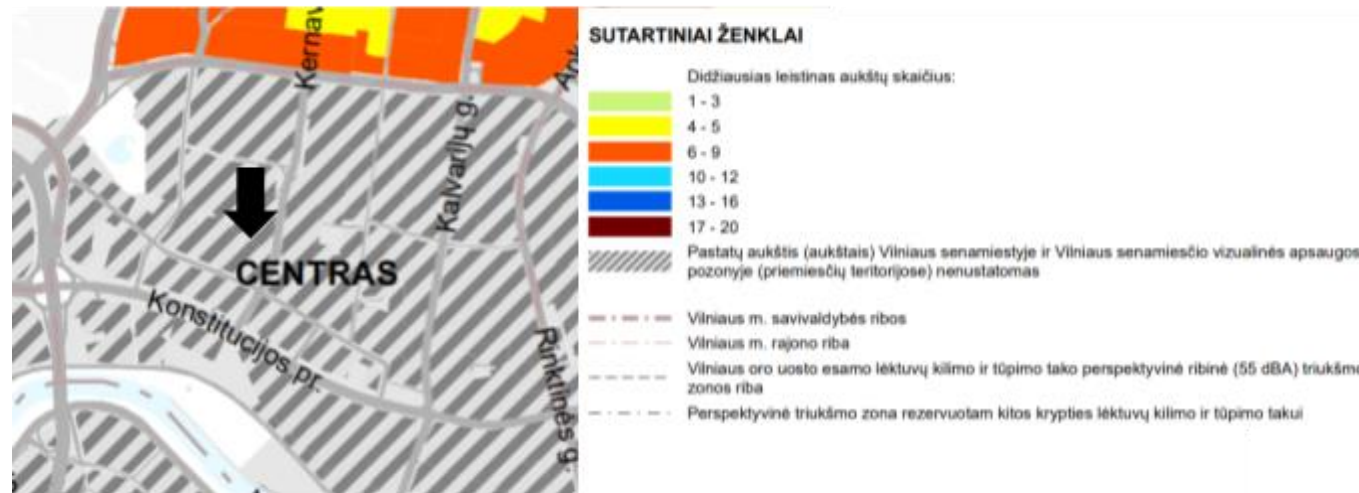 Kernav
Ank
Kalvarijų g.
CENTRAS
Konstitucijos pr.
Rinktinės g.
SUTARTINIAI ŽENKLAI
Didžiausias leistinas aukštų skaičius:
1 - 3
4 - 5
6 - 9
10 - 12
13 - 16
17 - 20
Pastatų aukštis (aukštais) Vilniaus senamiestyje ir Vilniaus senamiesčio vizualinės apsaugos
pozonyje (priemiesčių teritorijose) nenustatomas
Vilniaus m. savivaldybės ribos
Vilniaus m. rajono riba
Vilniaus oro uosto esamo lėktuvų kilimo ir tūpimo tako perspektyvinė ribinė (55 dBA) triukšmo
zonos riba
Perspektyvinė triukšmo zona rezervuotam kitos krypties lėktuvų kilimo ir tūpimo takui